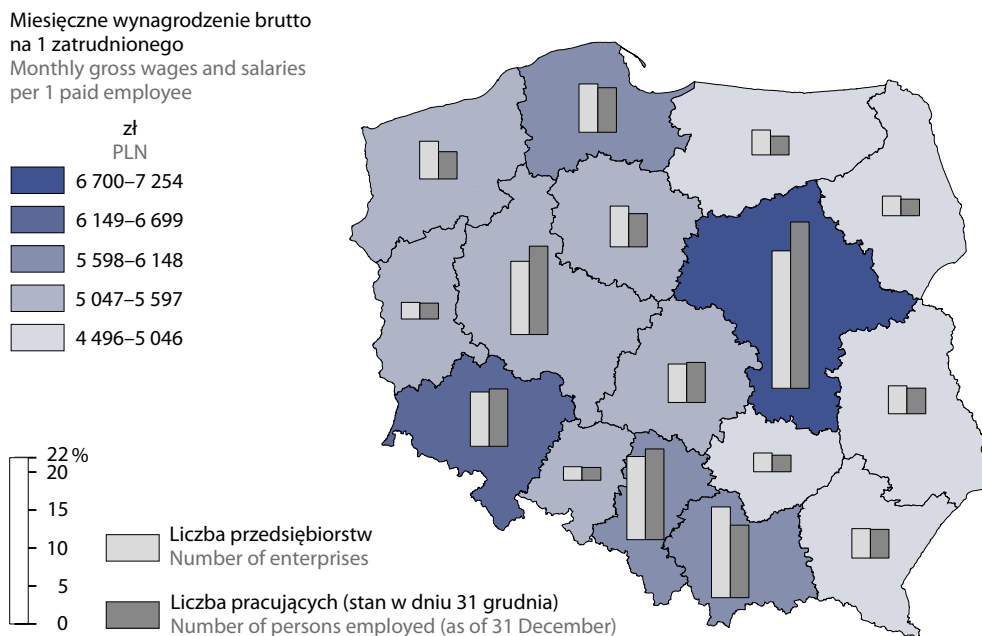 Miesięczne wynagrodzenie brutto
na 1 zatrudnionego
Monthly gross wages and salaries
per 1 paid employee
zł
PLN
6 700–7 254
6 149–6 699
5 598–6 148
5 047–5 597
4 496–5 046
22 %
20
15
10
5
0
Liczba przedsiębiorstw
Number of enterprises
Liczba pracujących (stan w dniu 31 grudnia)
Number of persons employed (as of 31 December)